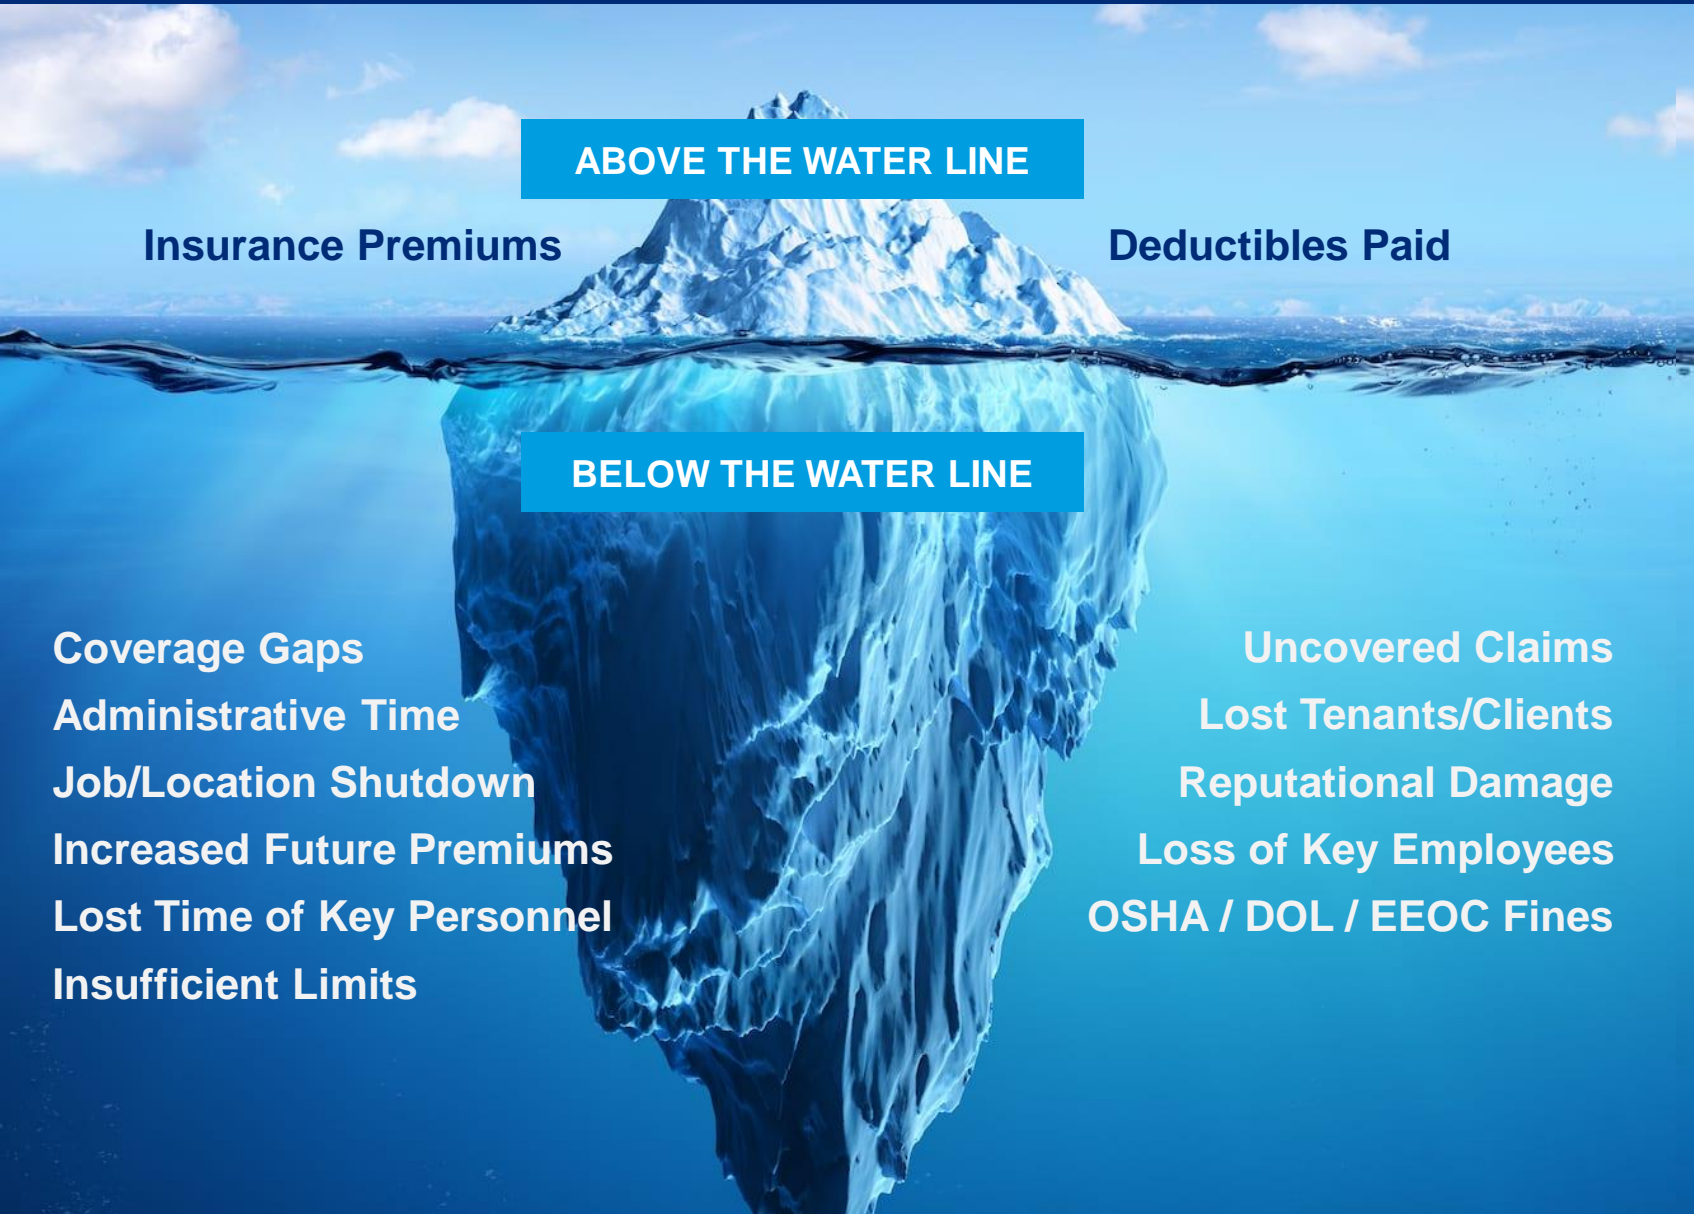 ABOVE THE WATER LINE
Insurance Premiums
Deductibles Paid
BELOW THE WATER LINE
Coverage Gaps
Administrative Time
Job/Location Shutdown
Increased Future Premiums
Lost Time of Key Personnel
Insufficient Limits
Uncovered Claims
Lost Tenants/Clients
Reputational Damage
Loss of Key Employees
OSHA / DOL / EEOC Fines